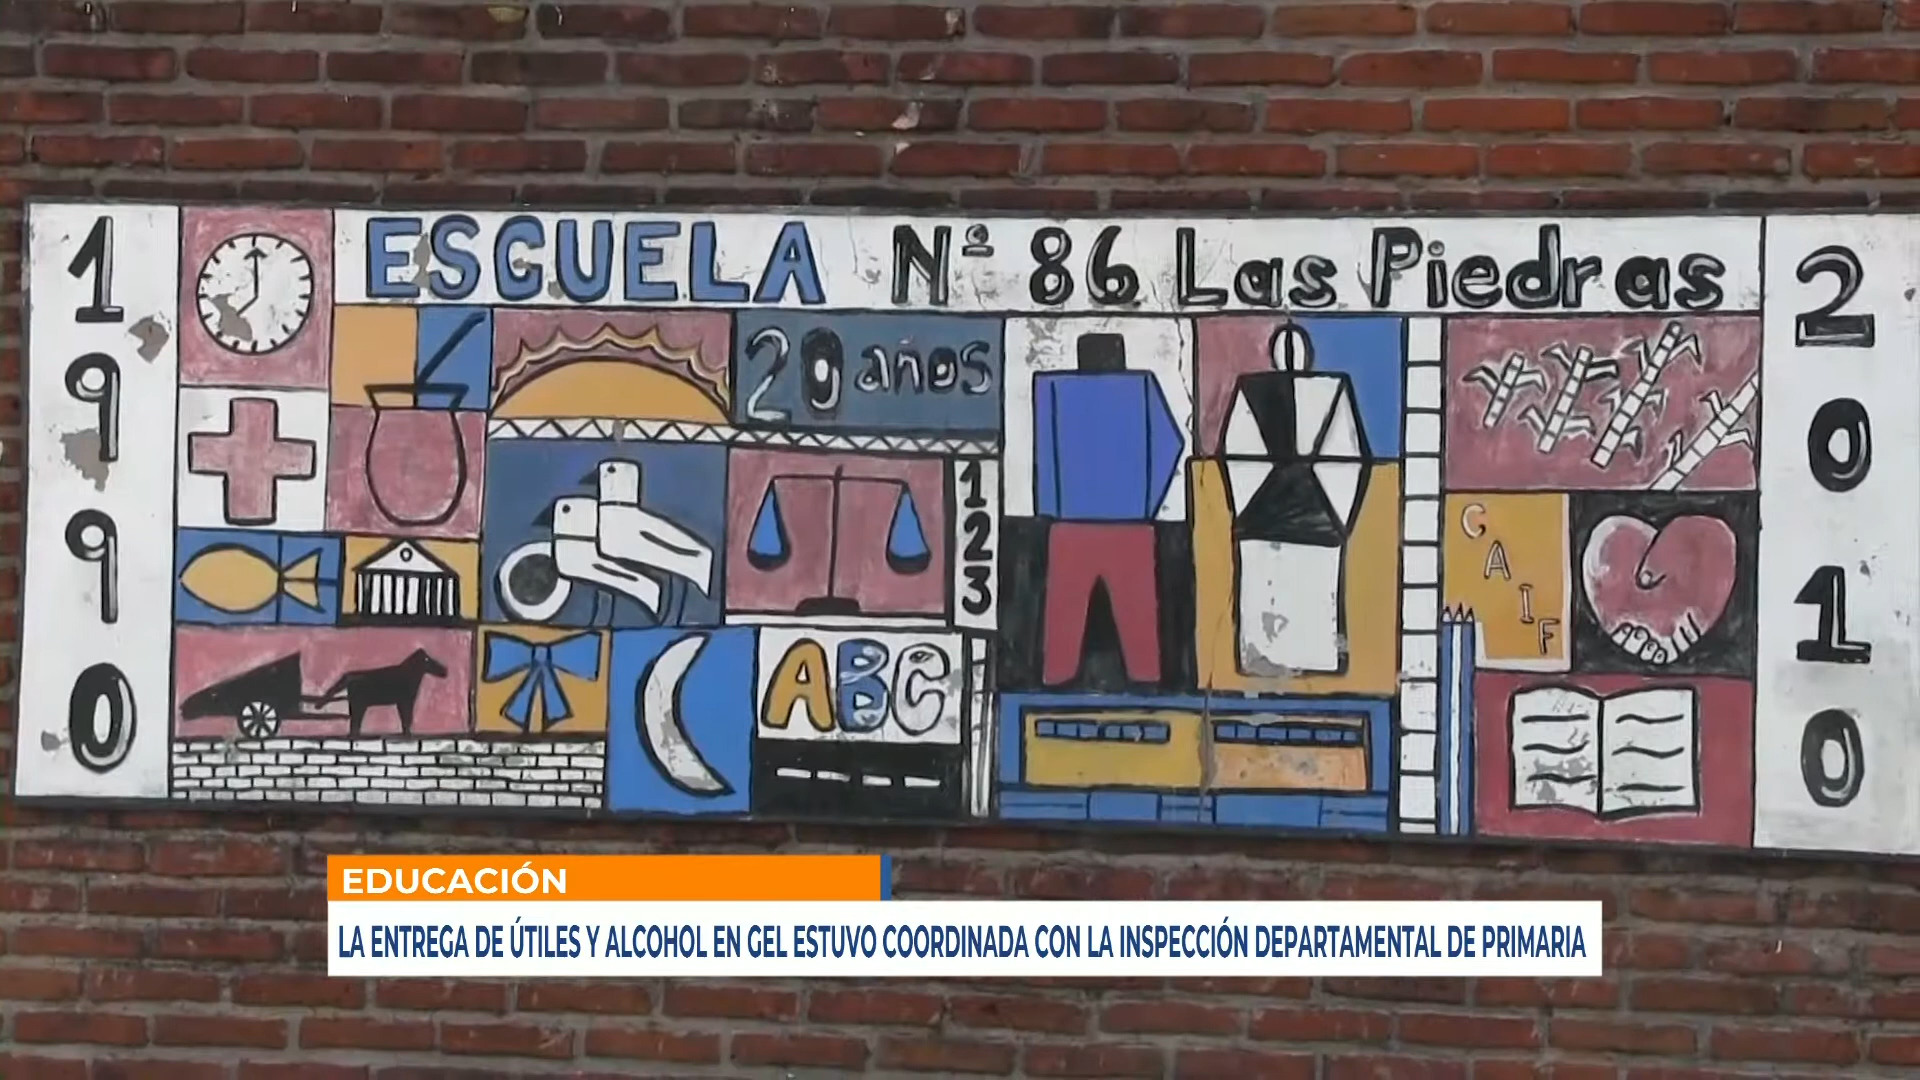 1990
ESCUELA Nº 86 Las Piedras
2010
20 años
123
CAIF
ABC
EDUCACIÓN
LA ENTREGA DE ÚTILES Y ALCOHOL EN GEL ESTUVO COORDINADA CON LA INSPECCIÓN DEPARTAMENTAL DE PRIMARIA